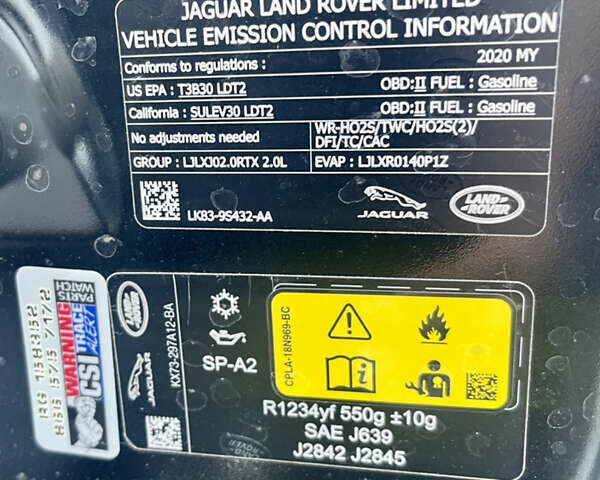 JAGUAR LAND ROVER LIMITED
VEHICLE EMISSION CONTROL INFORMATION
Conforms to regulations : 2020 MY
US EPA : T3B30 LDT2 OBD:II FUEL: Gasoline
California : SULEV30 LDT2 OBD:II FUEL : Gasoline
No adjustments needed WR-HO2S/TWC/HO2S(2)/
DFI/TC/CAC
GROUP : LJLXJ02.0RTX 2.0L EVAP : LJLXR0140P1Z
LK83-9S432-AA JAGUAR LAND ROVER
PARTS WATCH
WARNING
CSI TRACE
ALERT
LAND ROVER
JAGUAR
KX73-297A12-BA
SP-A2
CPLA-18N969-BC
R1234yf 550g ±10g
SAE J639
J2842 J2845